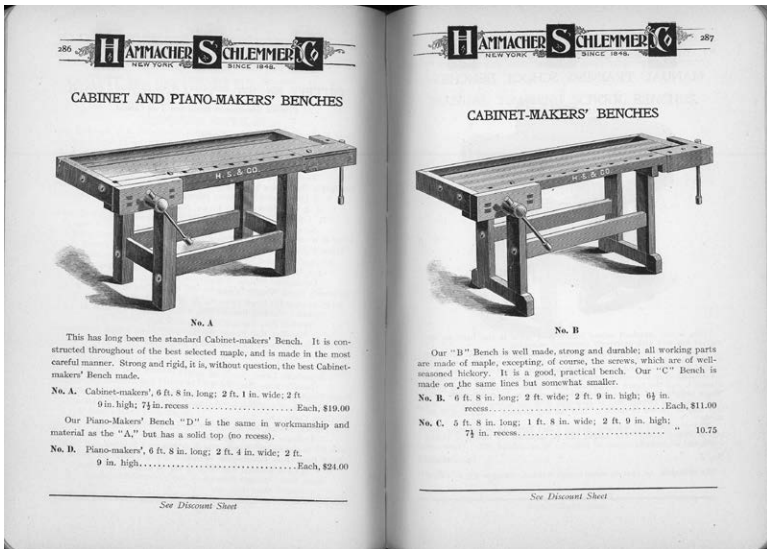 286
HAMMACHER SCHLEMMER & CO
NEW YORK SINCE 1848.
CABINET AND PIANO-MAKERS' BENCHES
H. S. & CO.
No. A
This has long been the standard Cabinet-makers' Bench. It is con-
structed throughout of the best selected maple, and is made in the most
careful manner. Strong and rigid, it is, without question, the best Cabinet-
makers' Bench made.
No. A. Cabinet-makers', 6 ft. 8 in. long; 2 ft. 1 in. wide; 2 ft
9 in. high; 7½ in. recess ........................ Each, $19.00
Our Piano-Makers' Bench "D" is the same in workmanship and
material as the "A," but has a solid top (no recess).
No. D. Piano-makers', 6 ft. 8 in. long; 2 ft. 4 in. wide; 2 ft.
9 in. high.................................Each, $24.00
See Discount Sheet
HAMMACHER SCHLEMMER & CO
NEW YORK SINCE 1848.
287
CABINET-MAKERS' BENCHES
H. S. & CO.
No. B
Our "B" Bench is well made, strong and durable; all working parts
are made of maple, excepting, of course, the screws, which are of well-
seasoned hickory. It is a good, practical bench. Our "C" Bench is
made on the same lines but somewhat smaller.
No. B. 6 ft. 8 in. long; 2 ft. wide; 2 ft. 9 in. high; 6½ in.
recess....................................Each, $11.00
No. C. 5 ft. 8 in. long; 1 ft. 8 in. wide; 2 ft. 9 in. high;
7½ in. recess.............................. " 10.75
See Discount Sheet